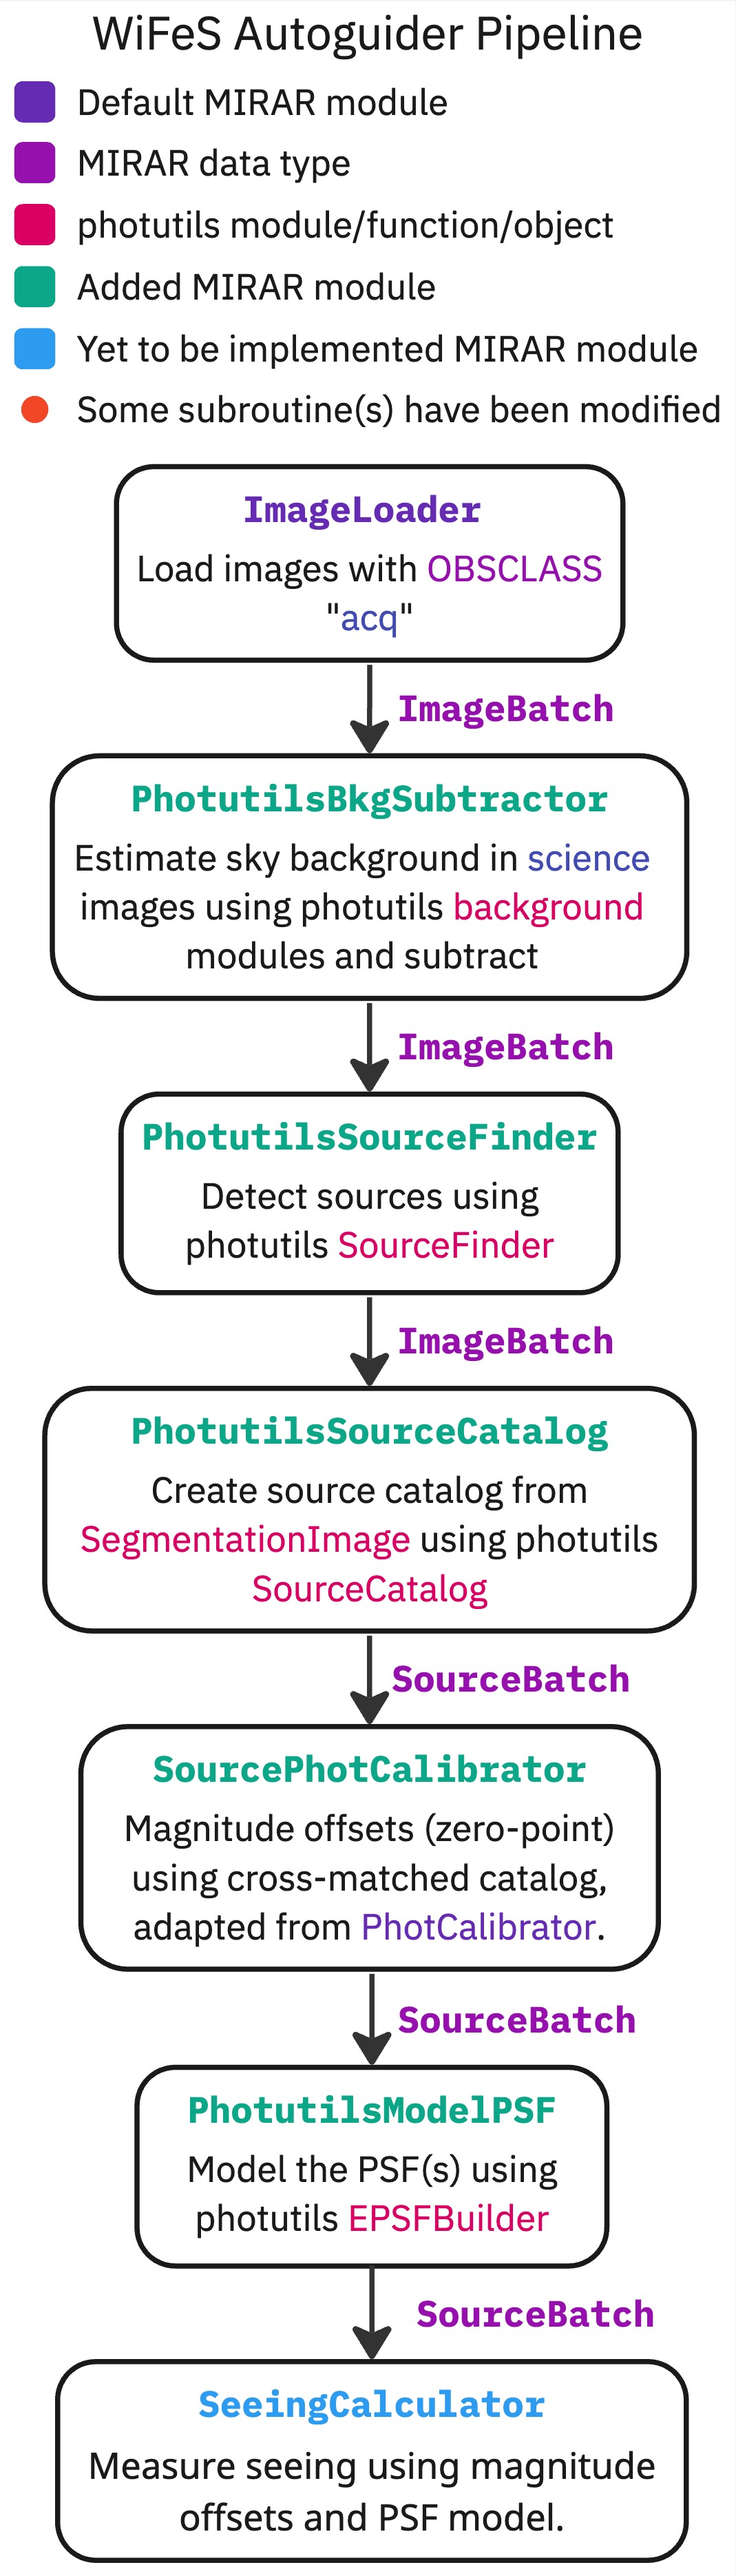 WiFeS Autoguider Pipeline
Default MIRAR module
MIRAR data type
photutils module/function/object
Added MIRAR module
Yet to be implemented MIRAR module
Some subroutine(s) have been modified
ImageLoader
Load images with OBSCLASS
"acq"
ImageBatch
PhotutilsBkgSubtractor
Estimate sky background in science
images using photutils background
modules and subtract
ImageBatch
PhotutilsSourceFinder
Detect sources using
photutils SourceFinder
ImageBatch
PhotutilsSourceCatalog
Create source catalog from
SegmentationImage using photutils
SourceCatalog
SourceBatch
SourcePhotCalibrator
Magnitude offsets (zero-point)
using cross-matched catalog,
adapted from PhotCalibrator.
SourceBatch
PhotutilsModelPSF
Model the PSF(s) using
photutils EPSFBuilder
SourceBatch
SeeingCalculator
Measure seeing using magnitude
offsets and PSF model.